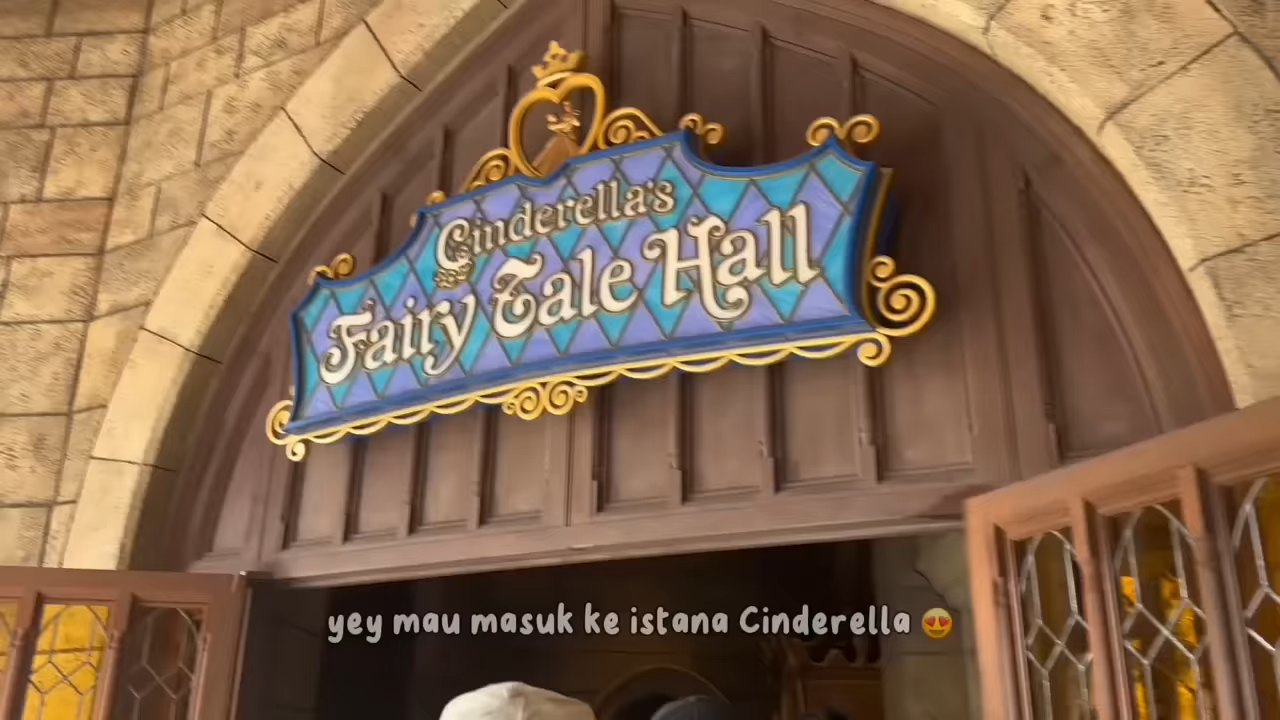 Cinderella's
Fairy Tale Hall
yey mau masuk ke istana Cinderella 😍